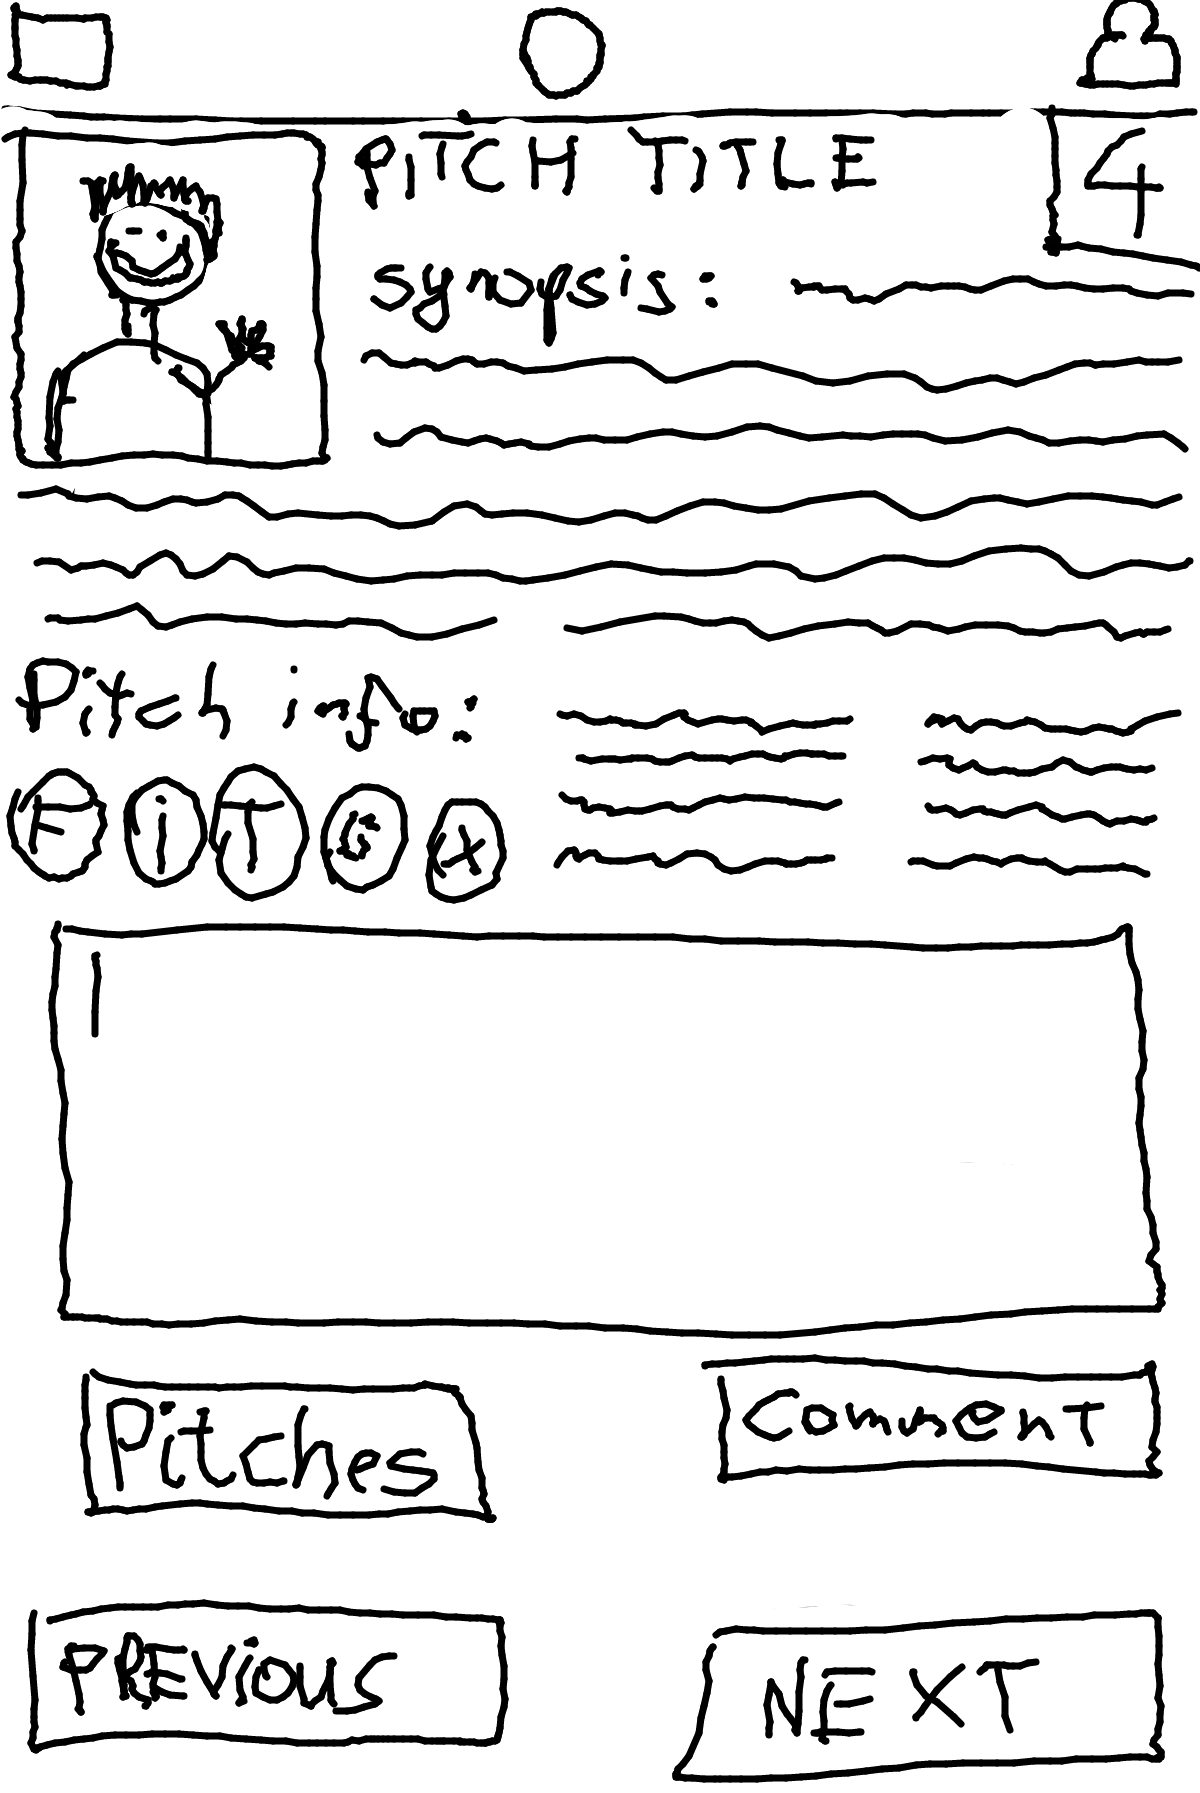 PiTCH TiTLE
4
synopsis:
Pitch info:
F i T G X
Pitches
Comment
PREViOUS
NEXT